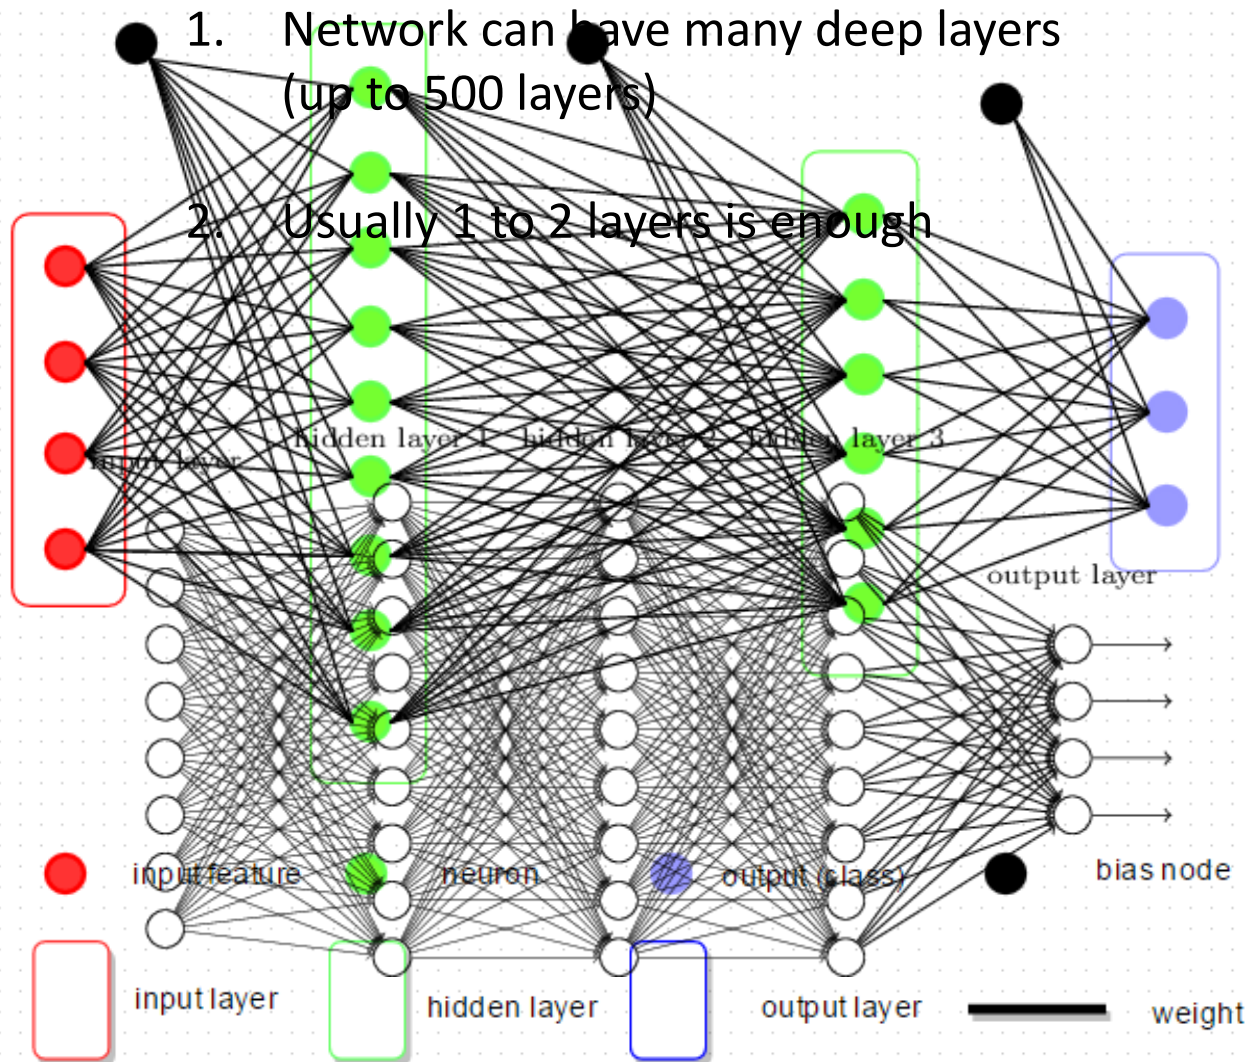 1. Network can have many deep layers
(up to 500 layers)
2. Usually 1 to 2 layers is enough
hidden layer 1 hidden layer 2 hidden layer 3
input layer
output layer
input feature neuron output (class) bias node
input layer hidden layer output layer weight